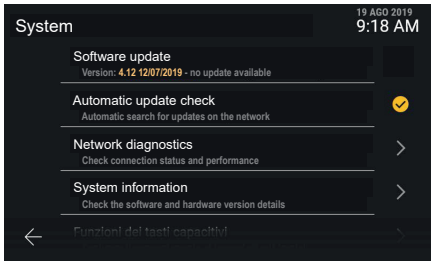 19 AGO 2019
System
9:18 AM
Software update
Version: 4.12 12/07/2019 - no update available
Automatic update check
Automatic search for updates on the network
Network diagnostics
Check connection status and performance
System information
Check the software and hardware version details
Funzioni dei tasti capacitivi